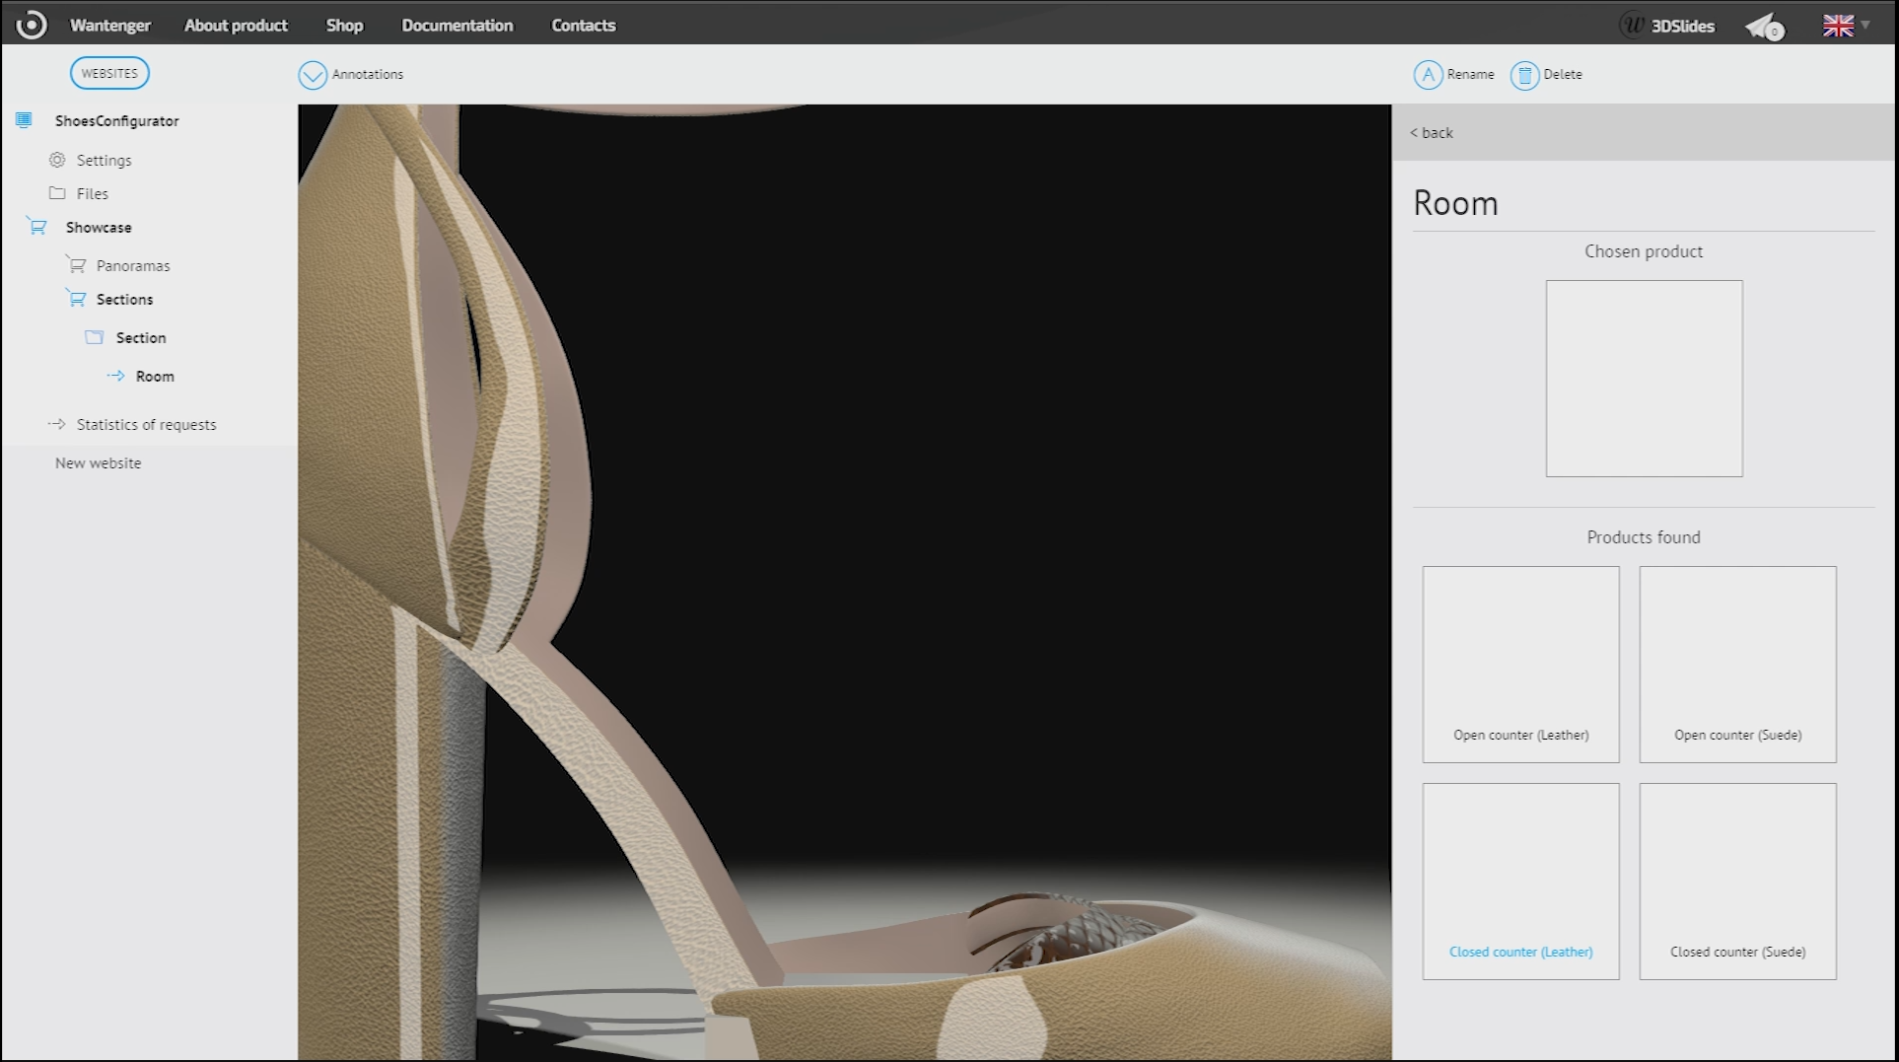 Wantenger About product Shop Documentation Contacts
3DSlides
0
WEBSITES
Annotations
A Rename Delete
ShoesConfigurator
Settings
Files
Showcase
Panoramas
Sections
Section
Room
Statistics of requests
New website
< back
Room
Chosen product
Products found
Open counter (Leather)
Open counter (Suede)
Closed counter (Leather)
Closed counter (Suede)